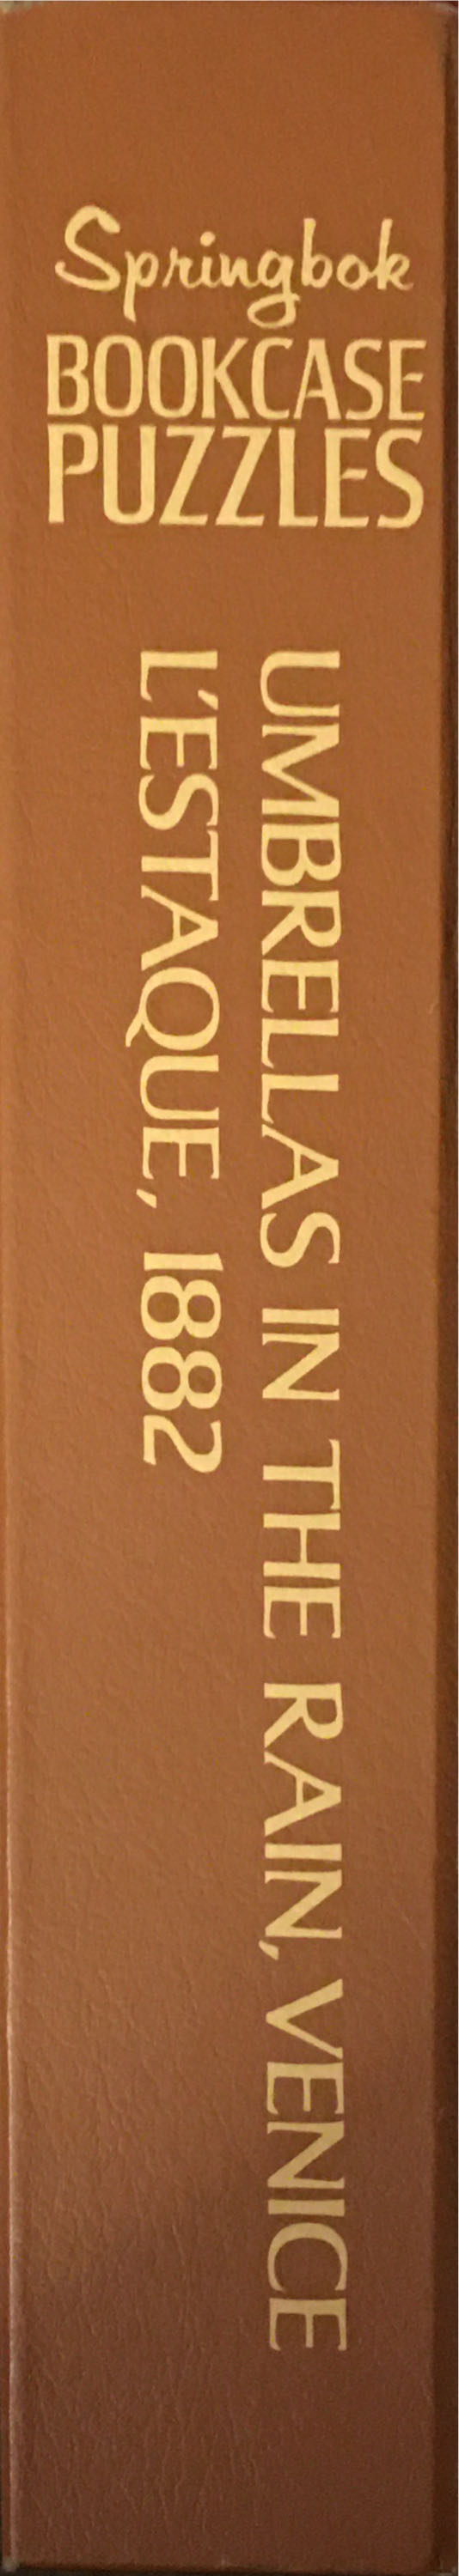 Springbok
BOOKCASE
PUZZLES
UMBRELLAS IN THE RAIN, VENICE
L'ESTAQUE, 1882